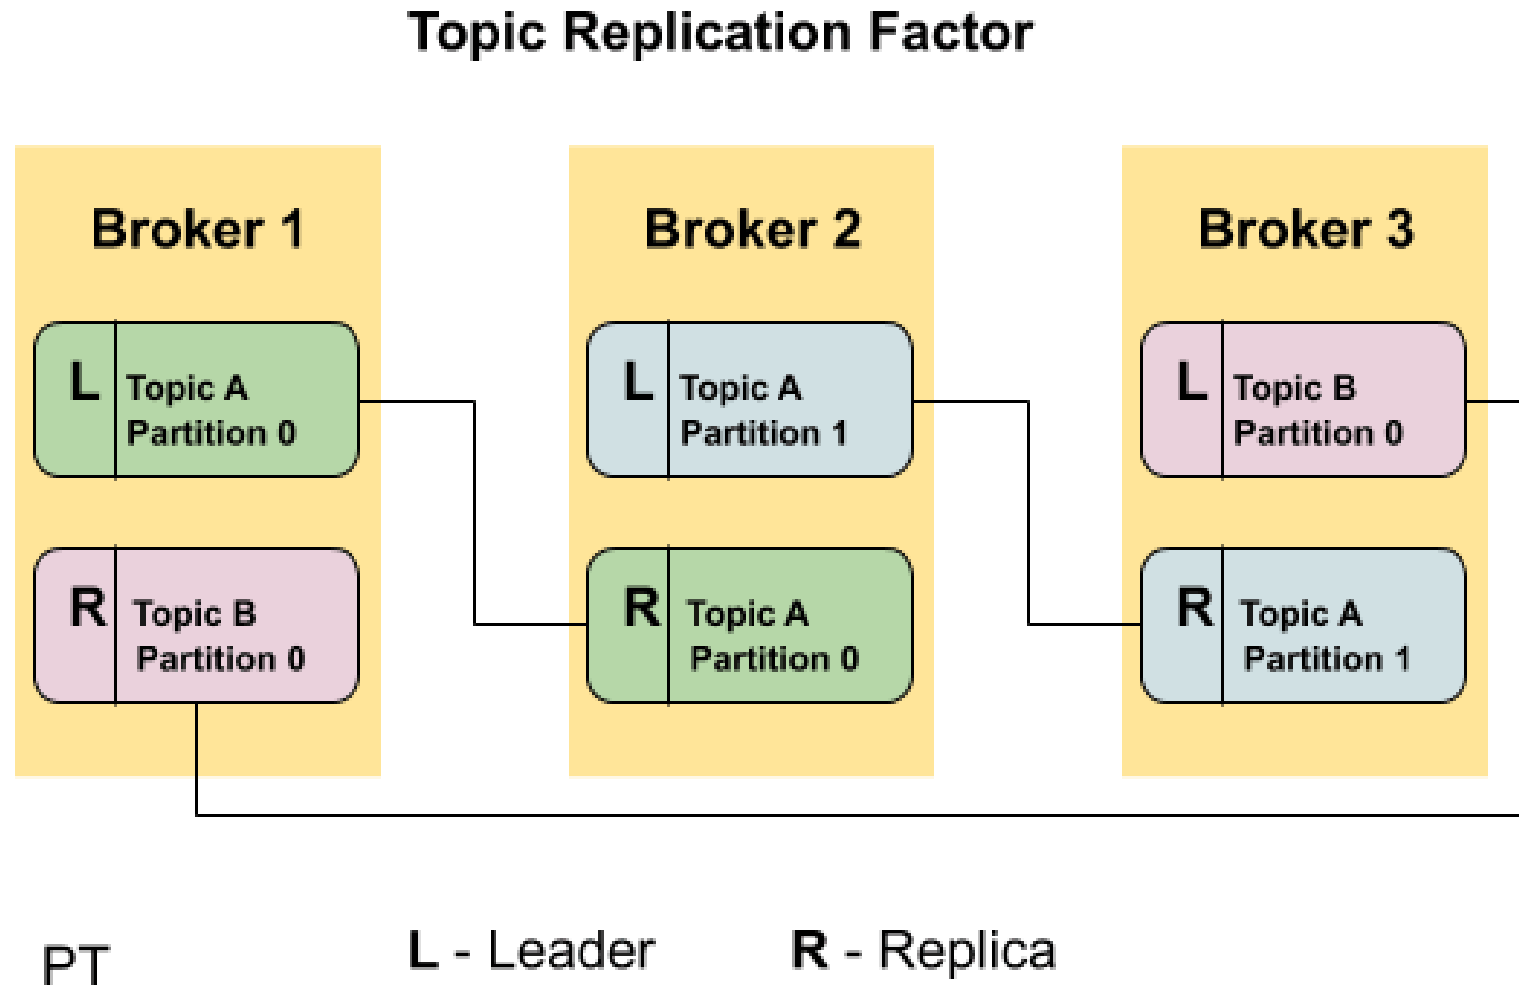 Topic Replication Factor
Broker 1
L
Topic A
Partition 0
R
Topic B
Partition 0
Broker 2
L
Topic A
Partition 1
R
Topic A
Partition 0
Broker 3
L
Topic B
Partition 0
R
Topic A
Partition 1
PT
L - Leader
R - Replica